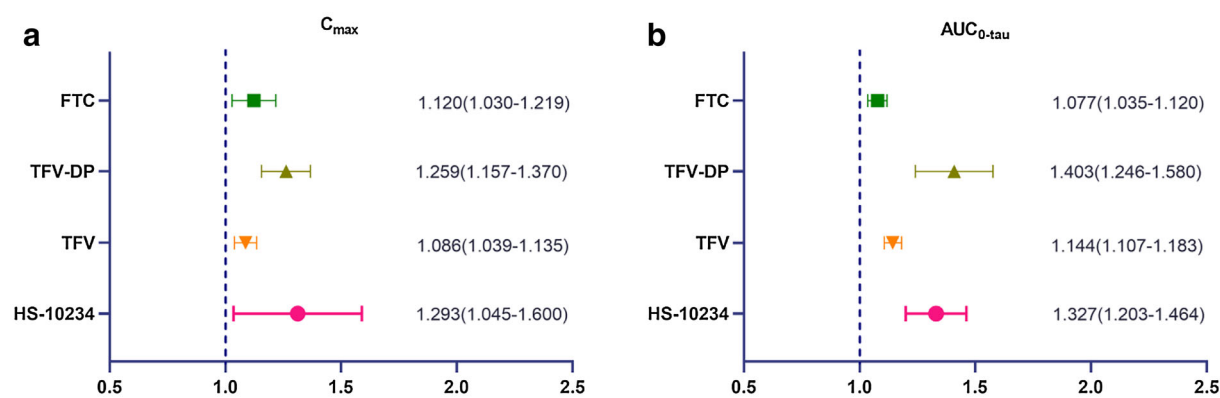 a
C_max
FTC 1.120(1.030-1.219)
TFV-DP 1.259(1.157-1.370)
TFV 1.086(1.039-1.135)
HS-10234 1.293(1.045-1.600)
0.5 1.0 1.5 2.0 2.5
b
AUC_0-tau
FTC 1.077(1.035-1.120)
TFV-DP 1.403(1.246-1.580)
TFV 1.144(1.107-1.183)
HS-10234 1.327(1.203-1.464)
0.5 1.0 1.5 2.0 2.5